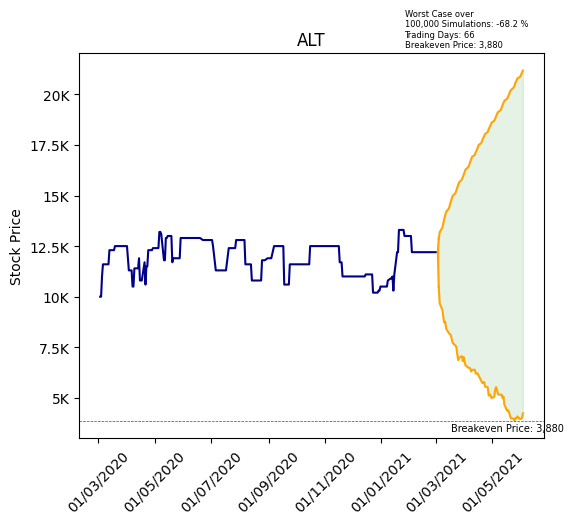 Worst Case over
100,000 Simulations: -68.2 %
Trading Days: 66
Breakeven Price: 3,880
ALT
Stock Price
20K
17.5K
15K
12.5K
10K
7.5K
5K
Breakeven Price: 3,880
01/03/2020
01/05/2020
01/07/2020
01/09/2020
01/11/2020
01/01/2021
01/03/2021
01/05/2021